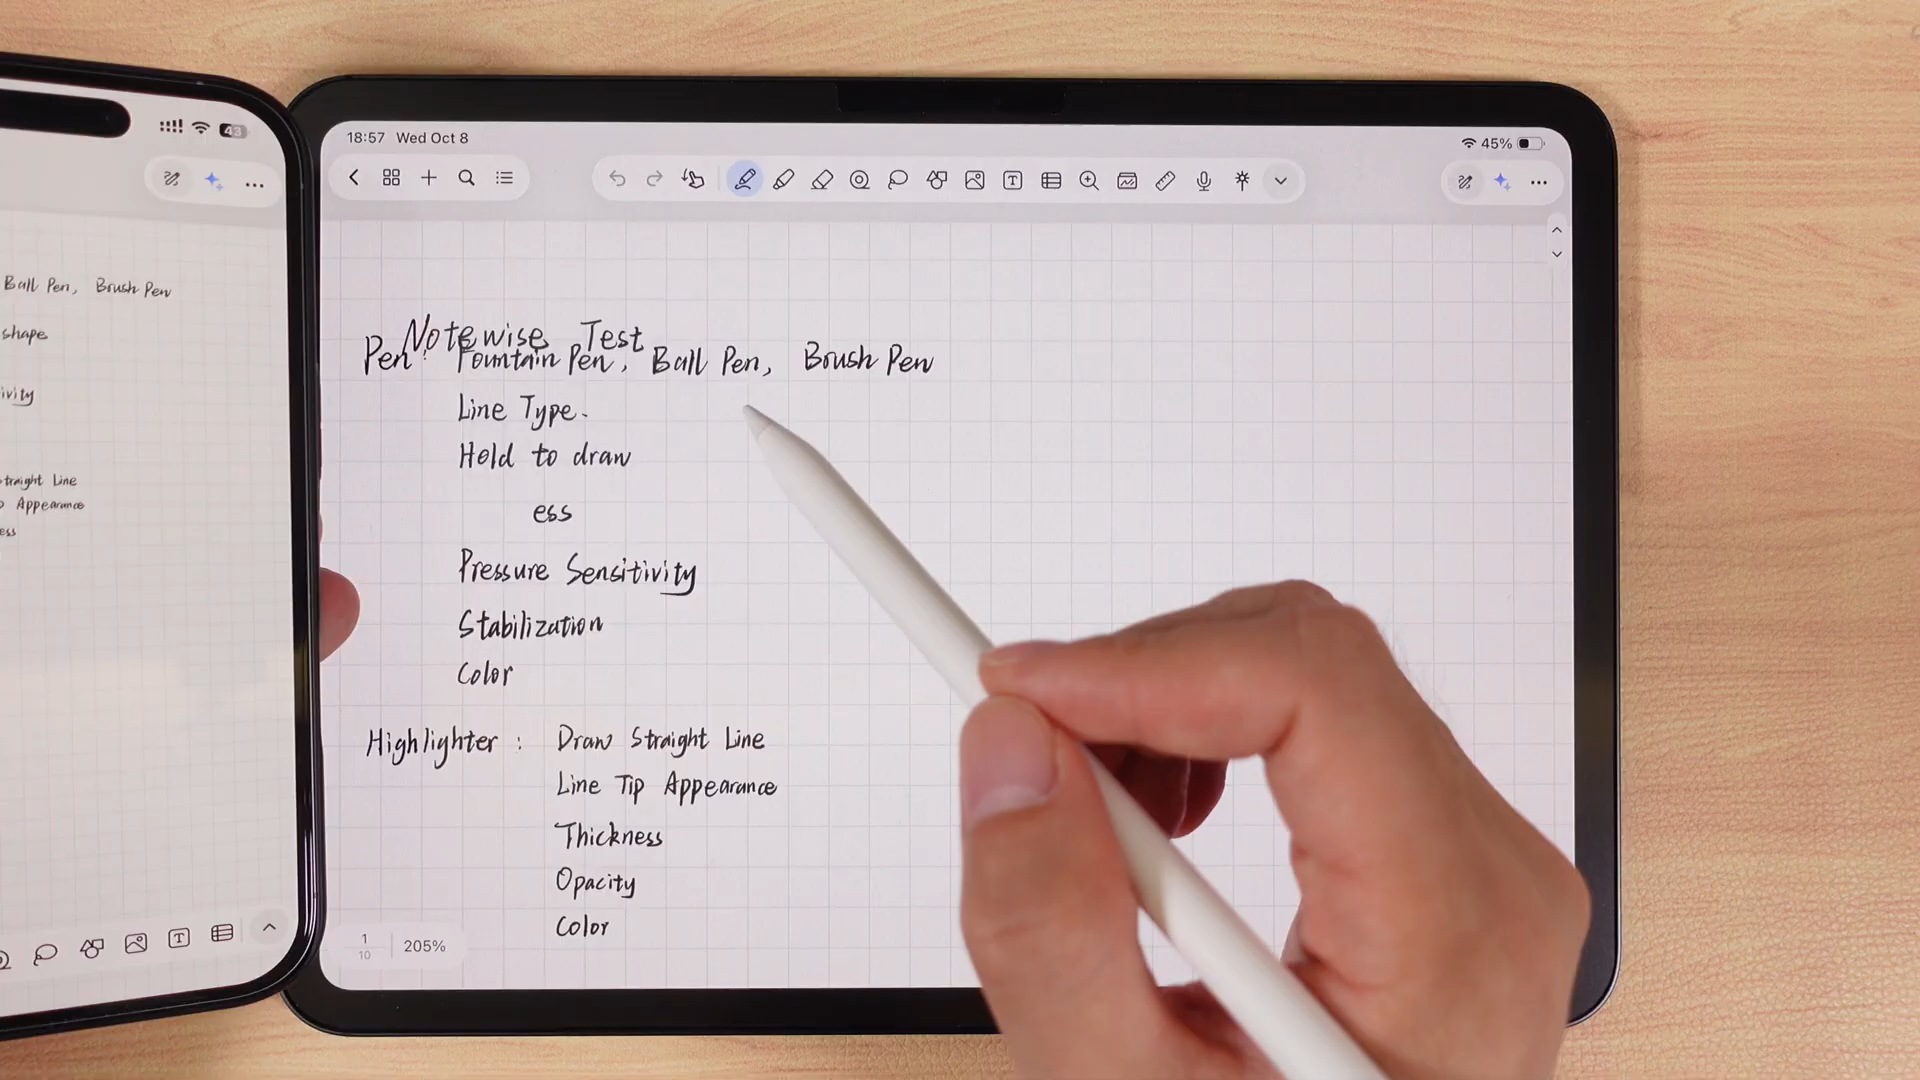 43
Ball Pen, Brush Pen
shape
ivity
traight Line
Appearance
ess
18:57 Wed Oct 8
45%
Notewise Test
Pen: Fountain Pen, Ball Pen, Brush Pen
Line Type.
Hold to draw
ess
Pressure Sensitivity
Stabilization
Color
Highlighter : Draw Straight Line
Line Tip Appearance
Thickness
Opacity
Color
1
10
205%